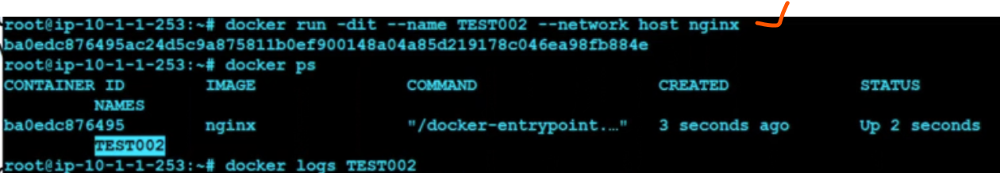 root@ip-10-1-1-253:~# docker run -dit --name TEST002 --network host nginx
ba0edc876495ac24d5c9a875811b0ef900148a04a85d219178c046ea98fb884e
root@ip-10-1-1-253:~# docker ps
CONTAINER ID IMAGE COMMAND CREATED STATUS
NAMES
ba0edc876495 nginx "/docker-entrypoint.…" 3 seconds ago Up 2 seconds
TEST002
root@ip-10-1-1-253:~# docker logs TEST002